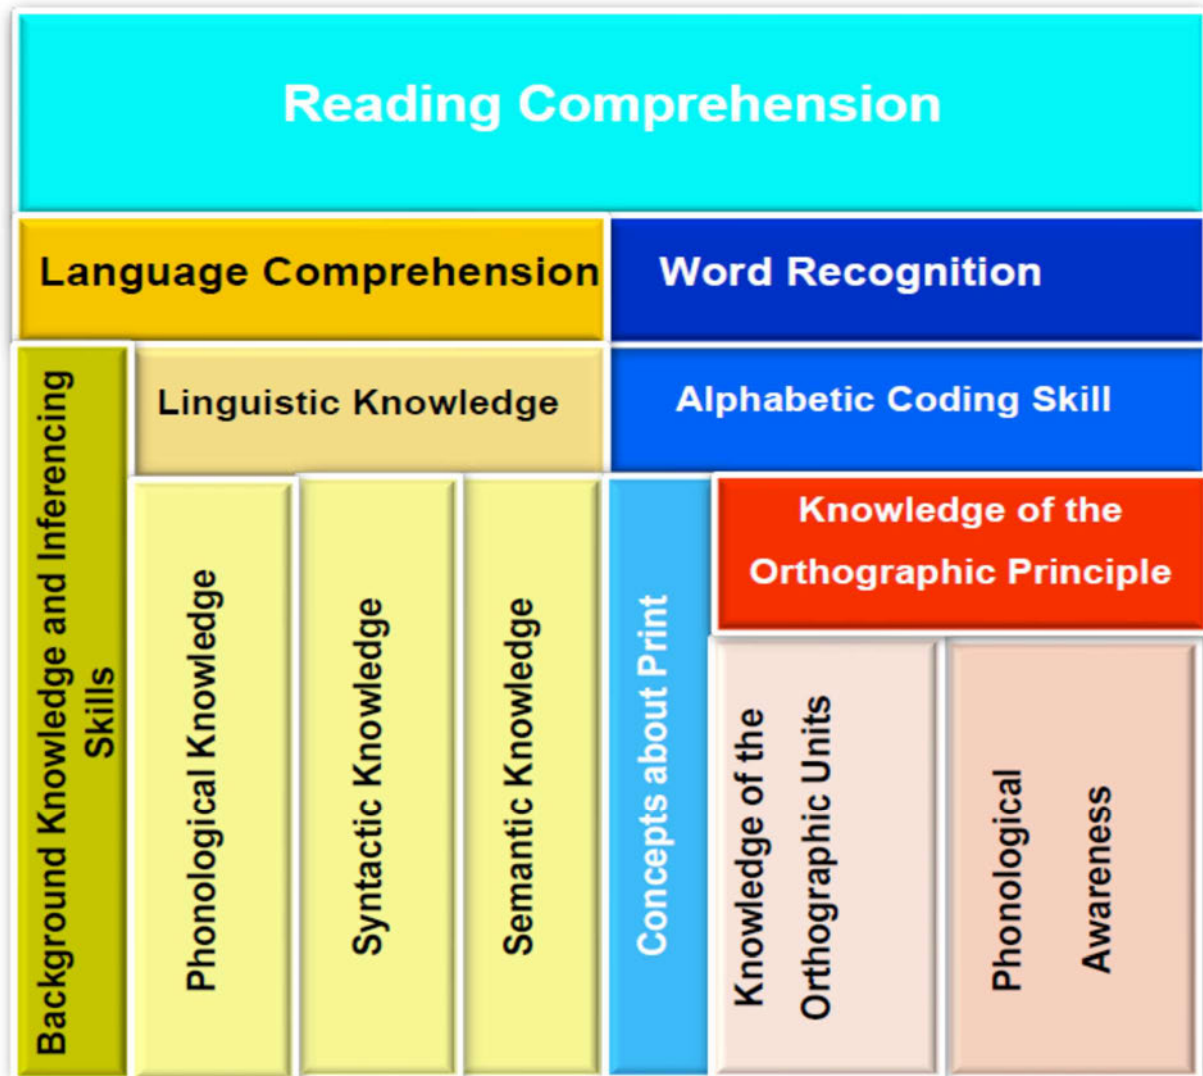 Reading Comprehension
Language Comprehension
Word Recognition
Linguistic Knowledge
Alphabetic Coding Skill
Background Knowledge and Inferencing
Skills
Phonological Knowledge
Syntactic Knowledge
Semantic Knowledge
Concepts about Print
Knowledge of the
Orthographic Principle
Knowledge of the
Orthographic Units
Phonological
Awareness